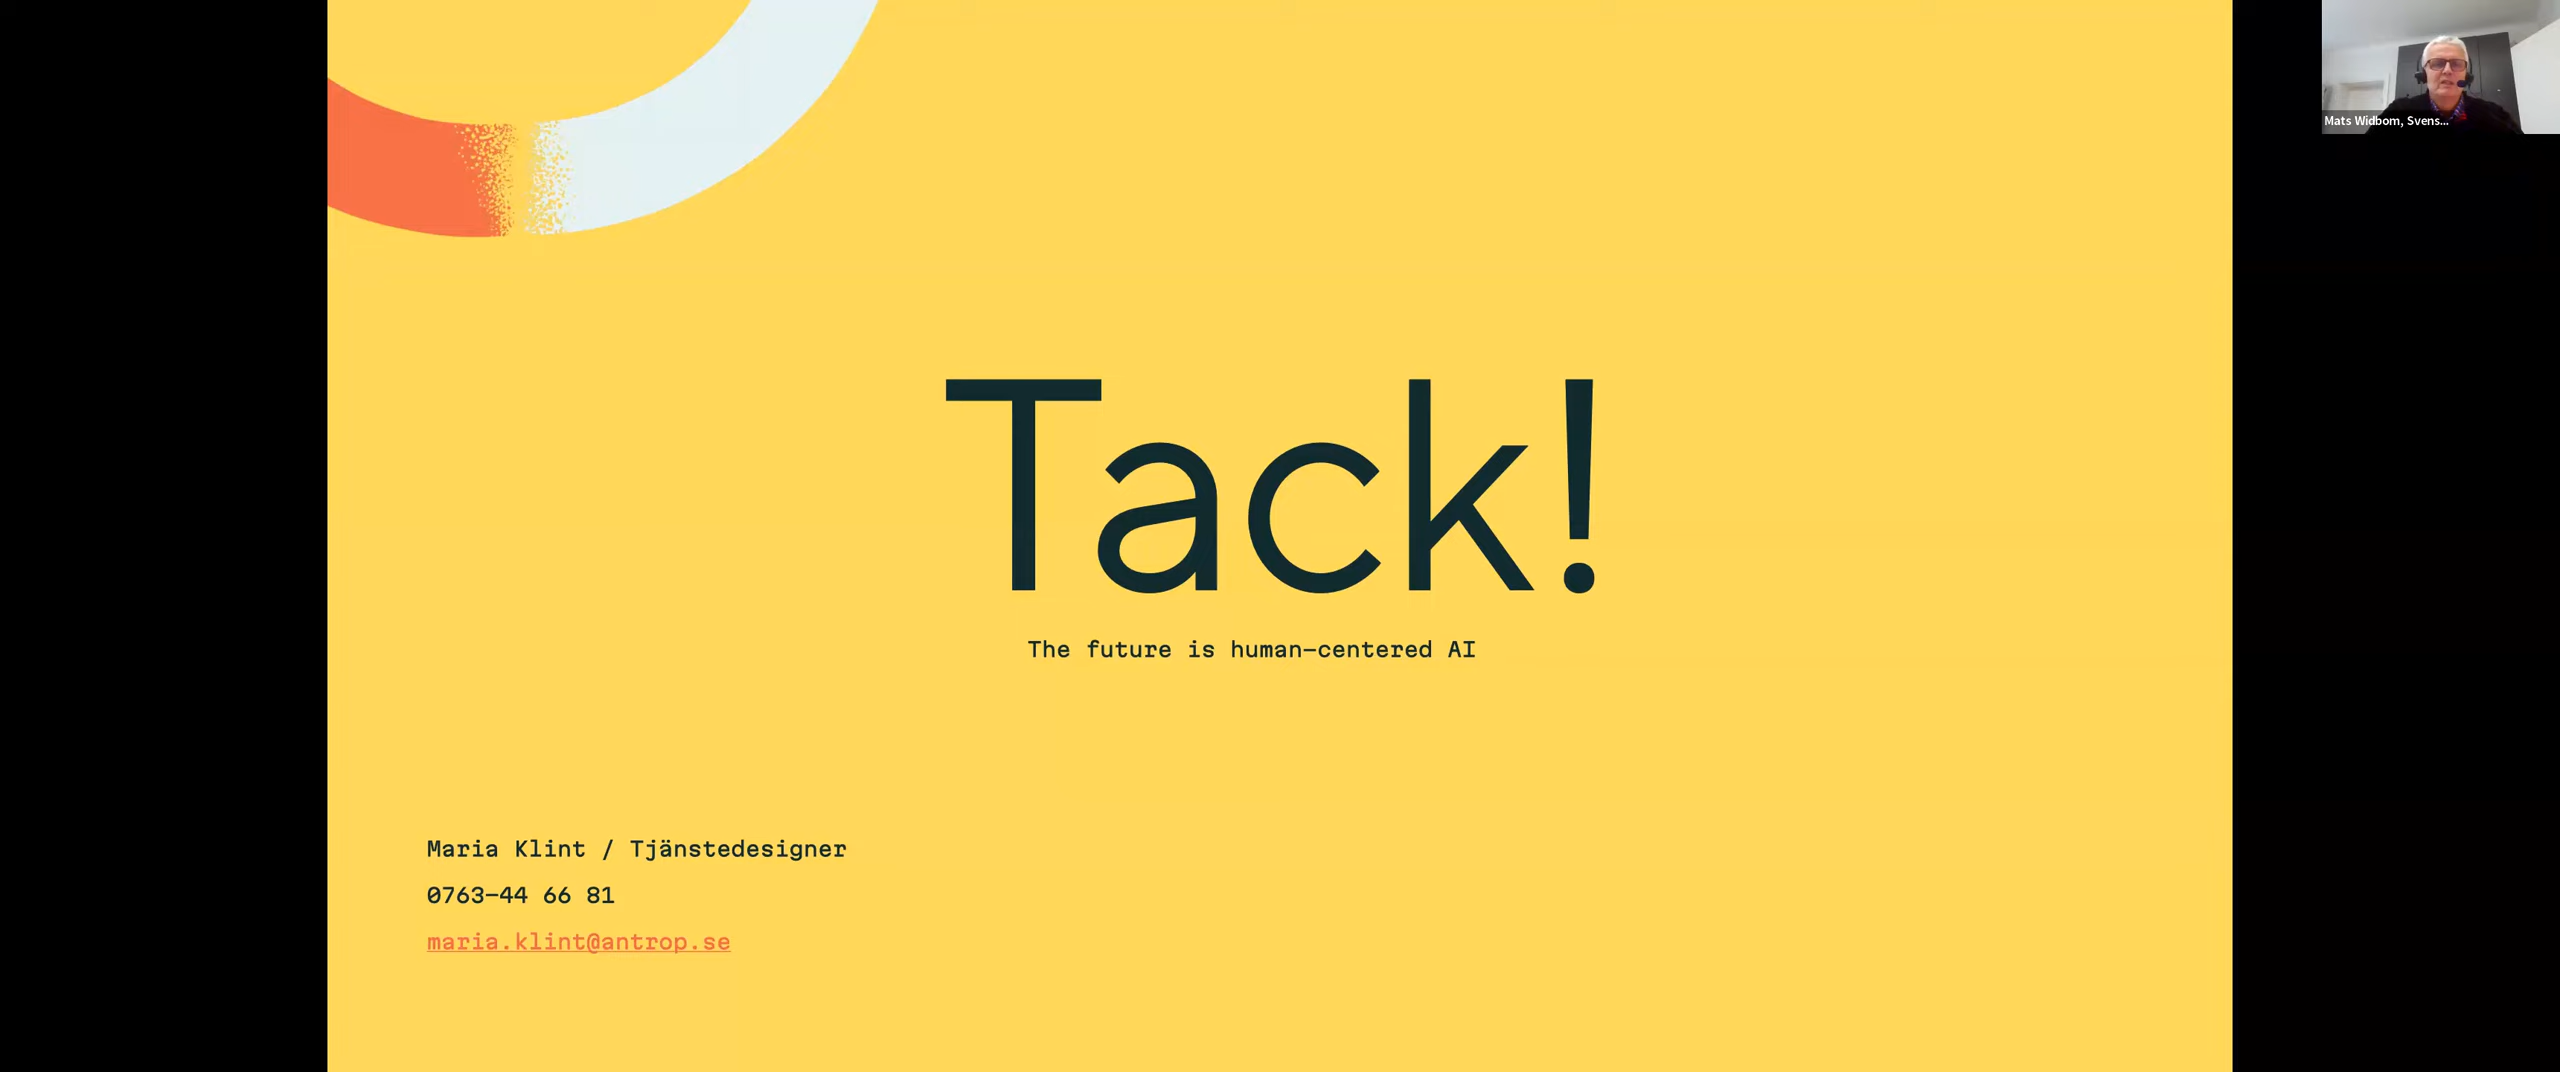 Mats Widbom, Svens...
Tack!
The future is human-centered AI
Maria Klint / Tjänstedesigner
0763-44 66 81
maria.klint@antrop.se